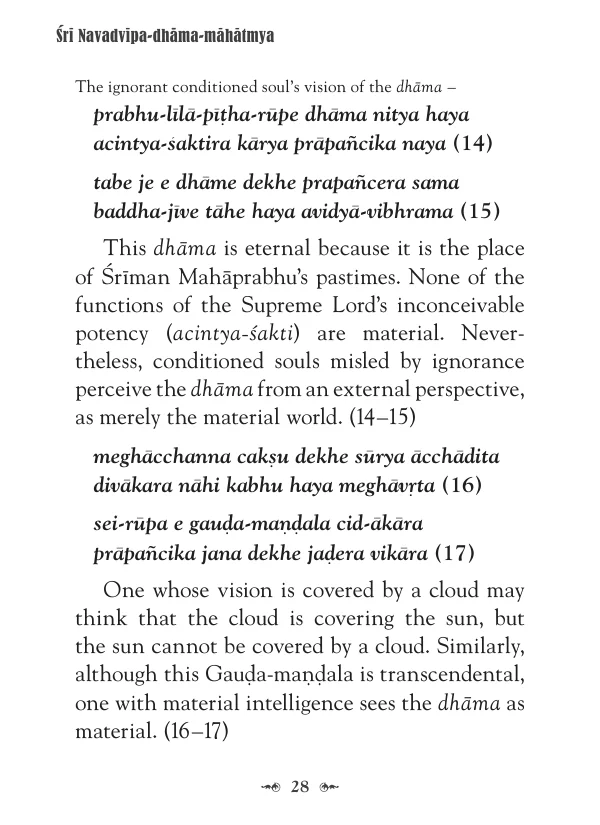 Śrī Navadvīpa-dhāma-māhātmya
The ignorant conditioned soul’s vision of the dhāma –
prabhu-līlā-pīṭha-rūpe dhāma nitya haya
acintya-śaktira kārya prāpañcika naya (14)
tabe je e dhāme dekhe prapañcera sama
baddha-jīve tāhe haya avidyā-vibhrama (15)
This dhāma is eternal because it is the place
of Śrīman Mahāprabhu’s pastimes. None of the
functions of the Supreme Lord’s inconceivable
potency (acintya-śakti) are material. Never-
theless, conditioned souls misled by ignorance
perceive the dhāma from an external perspective,
as merely the material world. (14–15)
meghācchanna cakṣu dekhe sūrya ācchādita
divākara nāhi kabhu haya meghāvṛta (16)
sei-rūpa e gauḍa-maṇḍala cid-ākāra
prāpañcika jana dekhe jaḍera vikāra (17)
One whose vision is covered by a cloud may
think that the cloud is covering the sun, but
the sun cannot be covered by a cloud. Similarly,
although this Gauḍa-maṇḍala is transcendental,
one with material intelligence sees the dhāma as
material. (16–17)
28